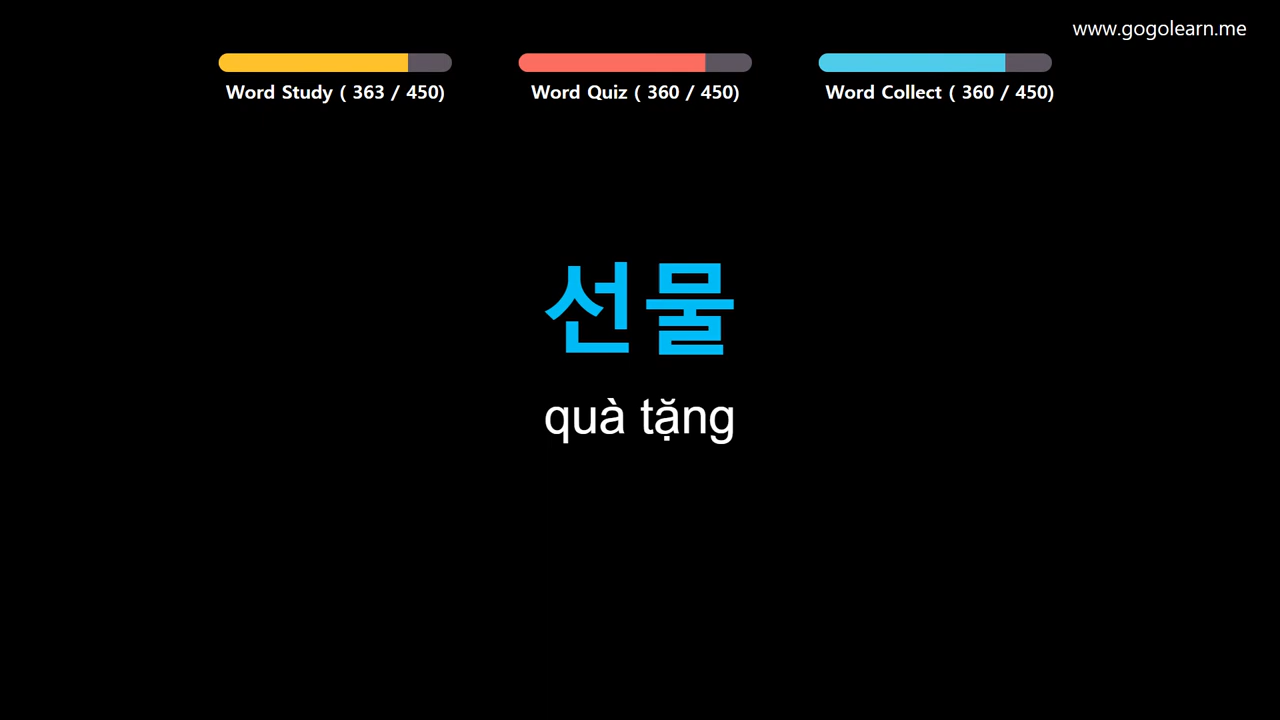 www.gogolearn.me
Word Study ( 363 / 450)
Word Quiz ( 360 / 450)
Word Collect ( 360 / 450)
선물
quà tặng